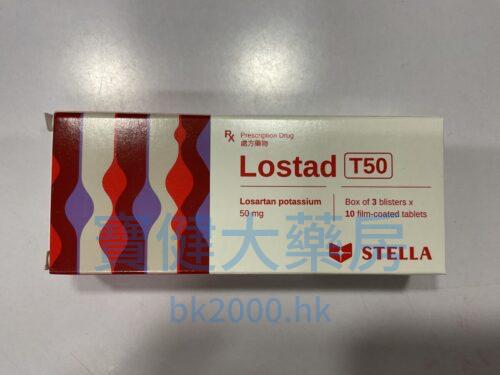 Rx Prescription Drug
處方藥物
Lostad T50
Losartan potassium
50 mg
Box of 3 blisters x
10 film-coated tablets
STELLA
寶健大藥房
bk2000.hk